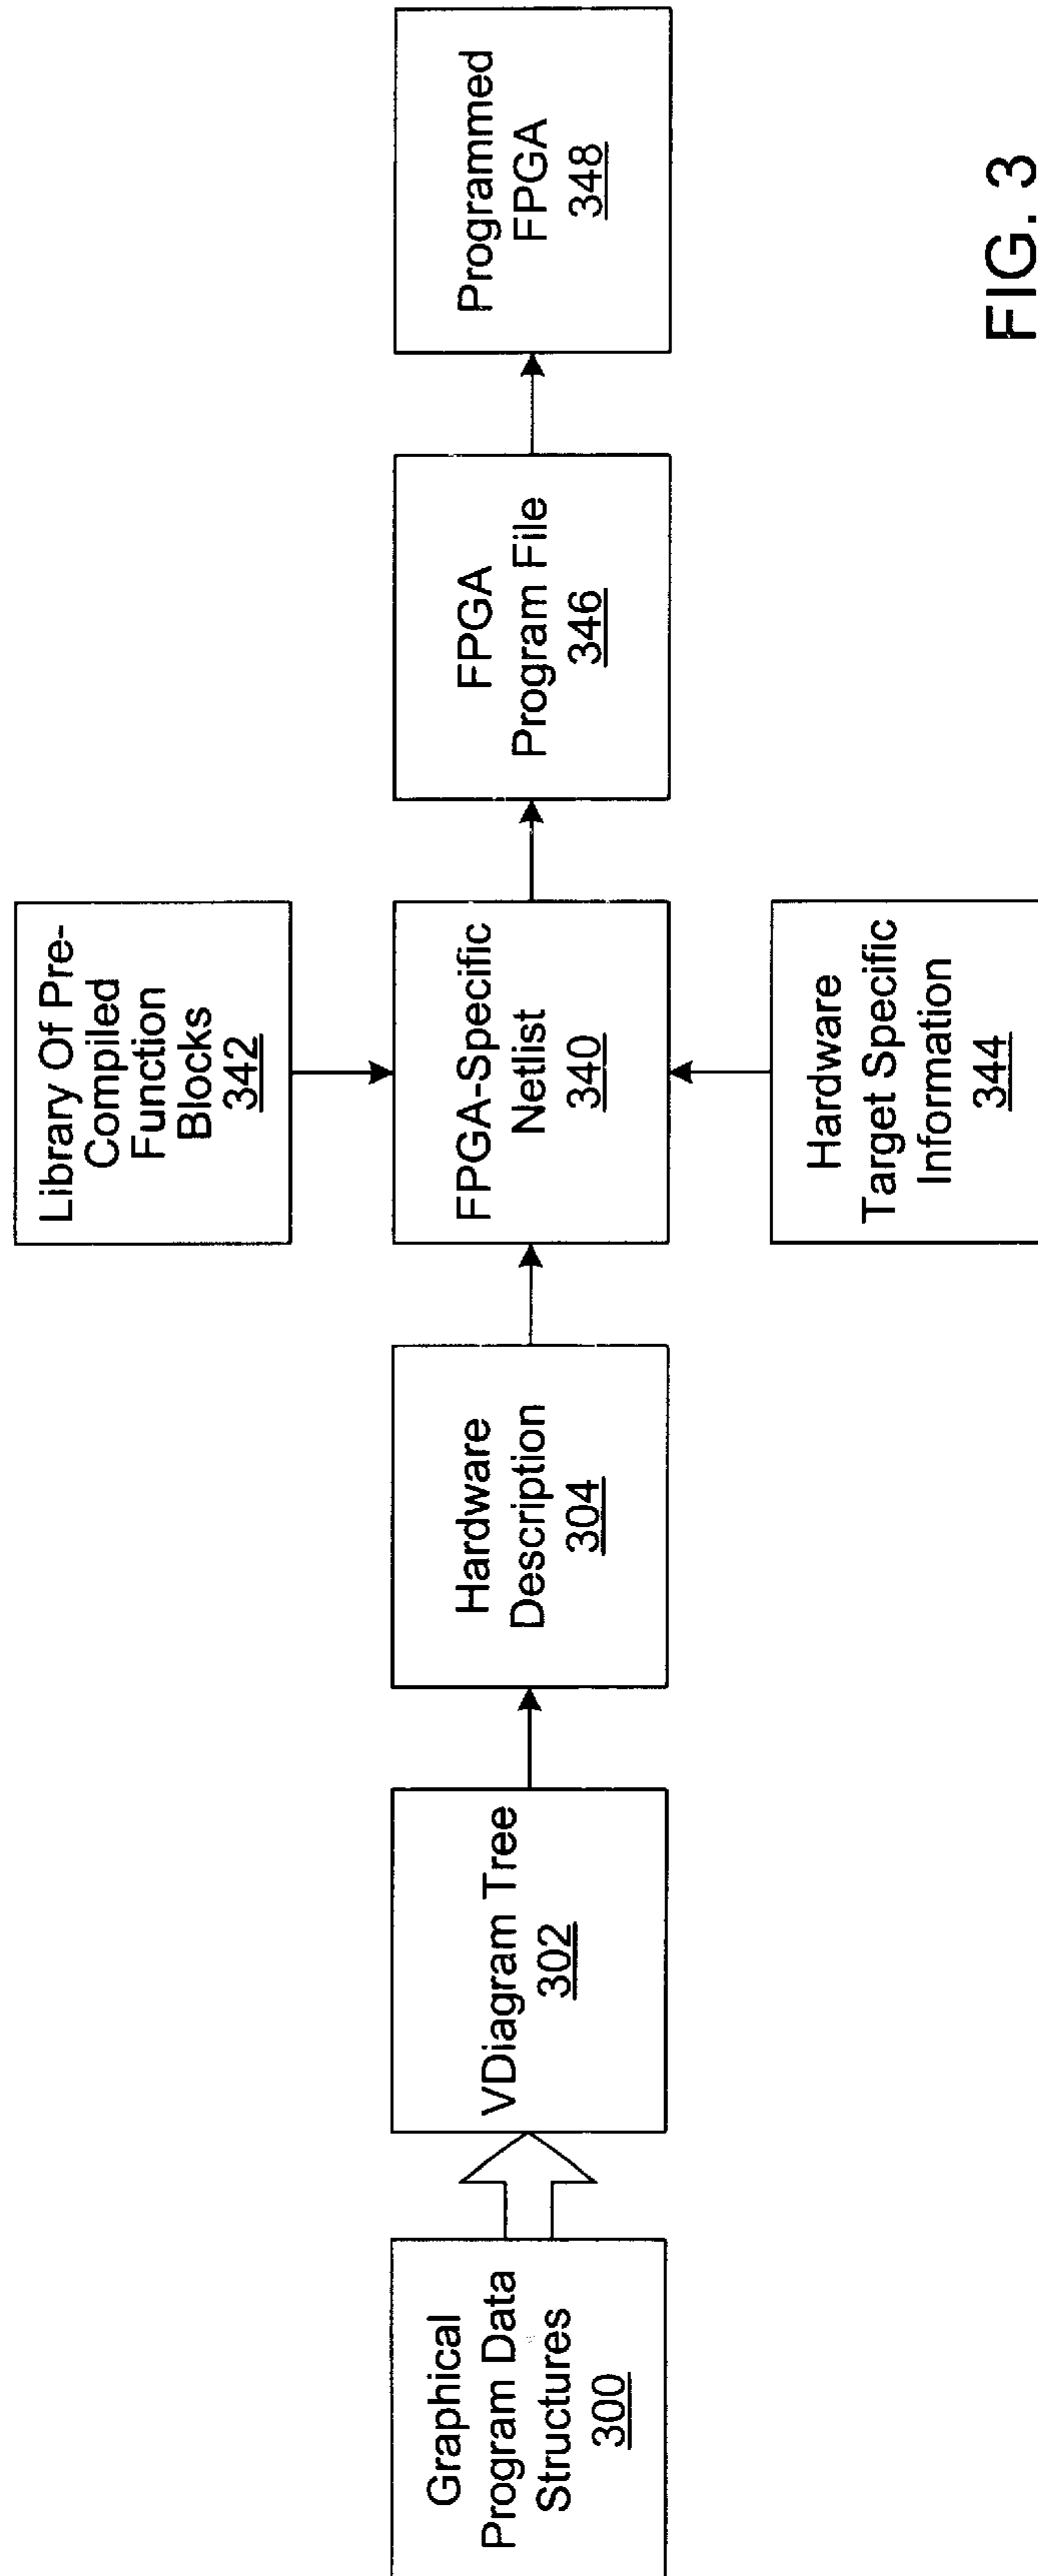 Graphical
Program Data
Structures
300
VDiagram Tree
302
Hardware
Description
304
Library Of Pre-
Compiled
Function
Blocks
342
FPGA-Specific
Netlist
340
Hardware
Target Specific
Information
344
FPGA
Program File
346
Programmed
FPGA
348
FIG. 3